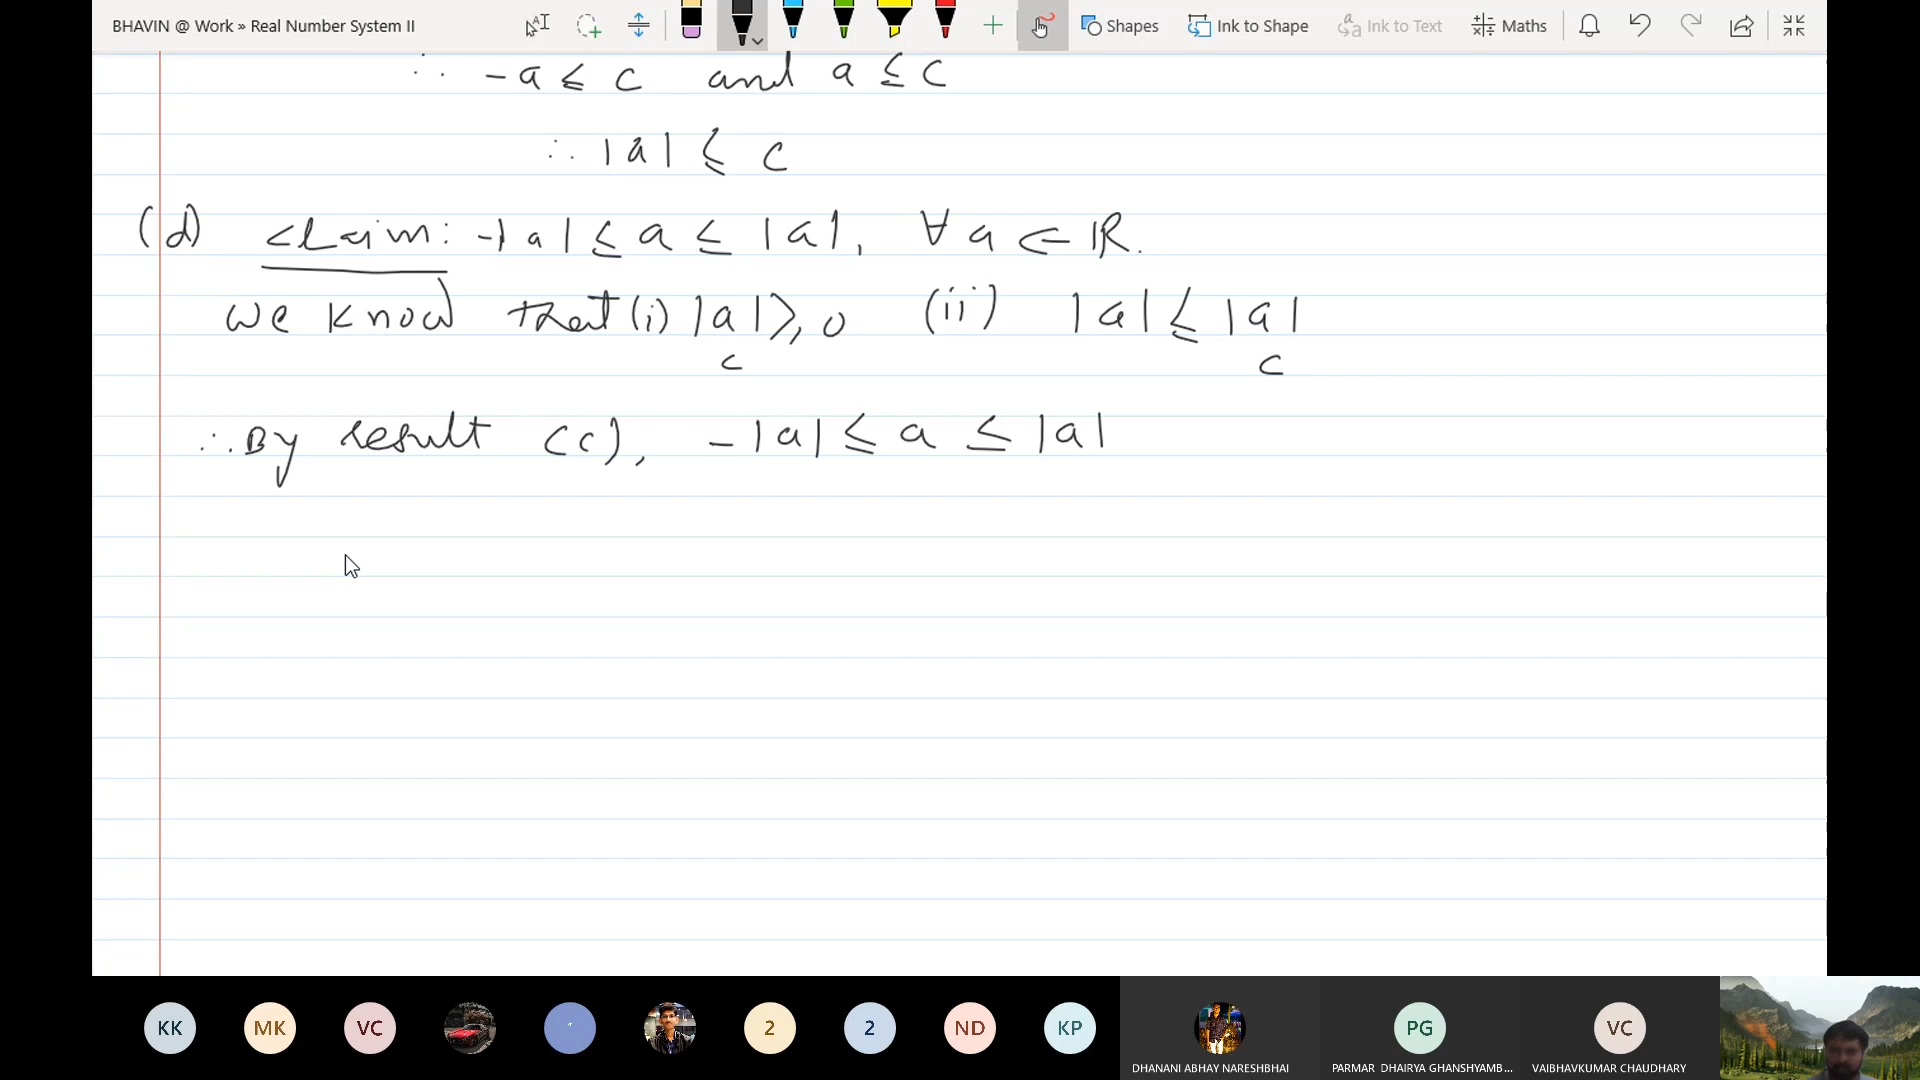 BHAVIN @ Work » Real Number System II
Shapes
Ink to Shape
Ink to Text
Maths
∴ -a ≤ c and a ≤ c
∴ |a| ≤ c
(d) claim: -|a| ≤ a ≤ |a|, ∀ a ∈ ℝ.
we know that (i) |a| ≥, 0 (ii) |a| ≤ |a|
c c
∴ By result (c), -|a| ≤ a ≤ |a|
KK MK VC 2 2 ND KP PG VC
DHANANI ABHAY NARESHBHAI PARMAR DHAIRYA GHANSHYAMB... VAIBHAVKUMAR CHAUDHARY